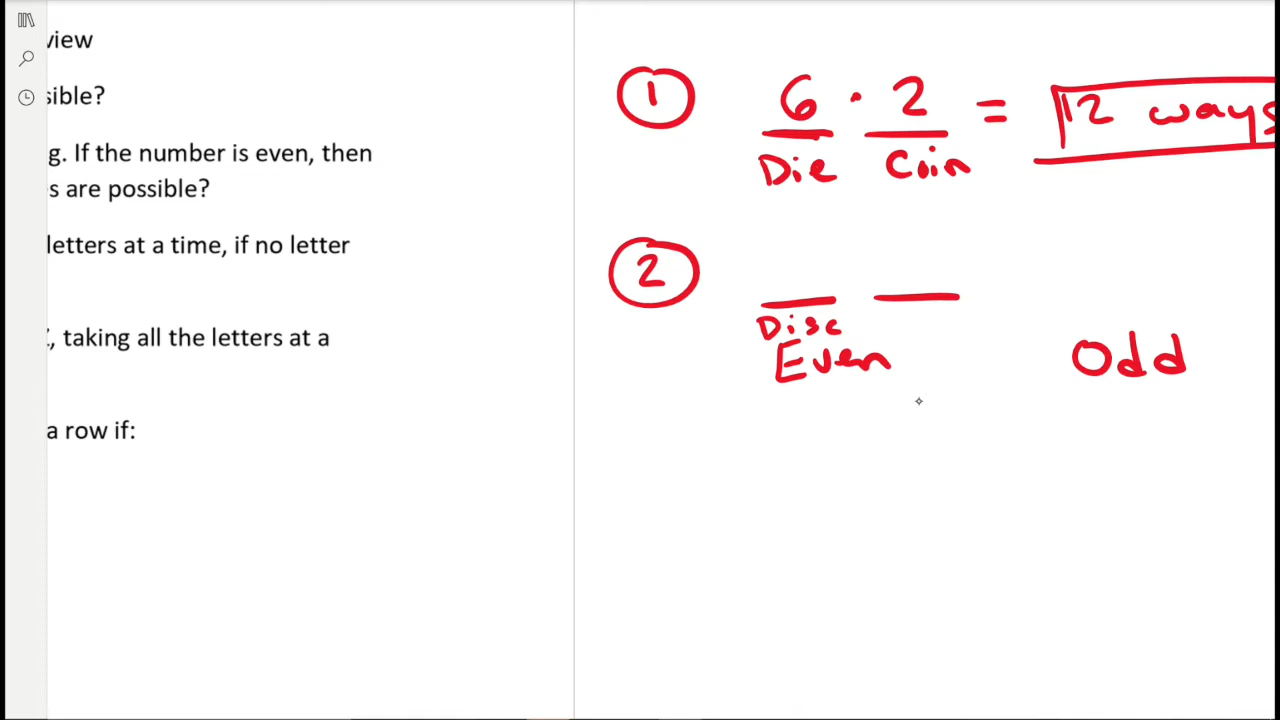 view
sible?
g. If the number is even, then
s are possible?
letters at a time, if no letter
, taking all the letters at a
a row if:
1
6 · 2 = 12 ways
Die Coin
2
Disc
Even Odd